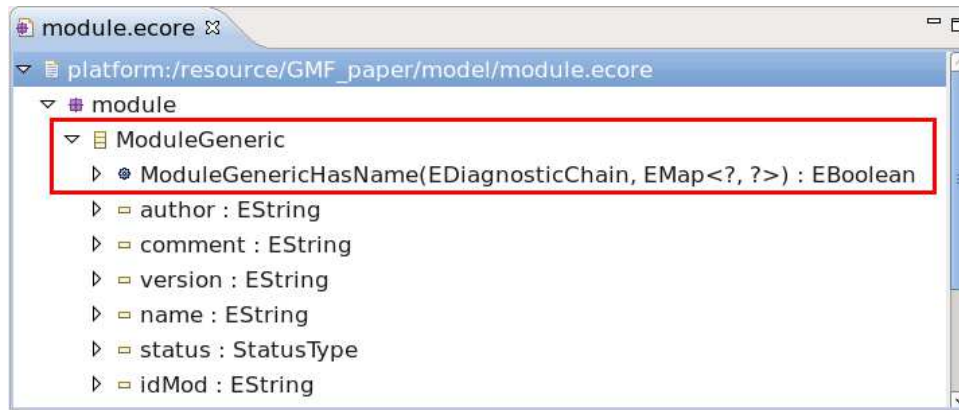 module.ecore
platform:/resource/GMF_paper/model/module.ecore
module
ModuleGeneric
ModuleGenericHasName(EDiagnosticChain, EMap<?, ?>) : EBoolean
author : EString
comment : EString
version : EString
name : EString
status : StatusType
idMod : EString